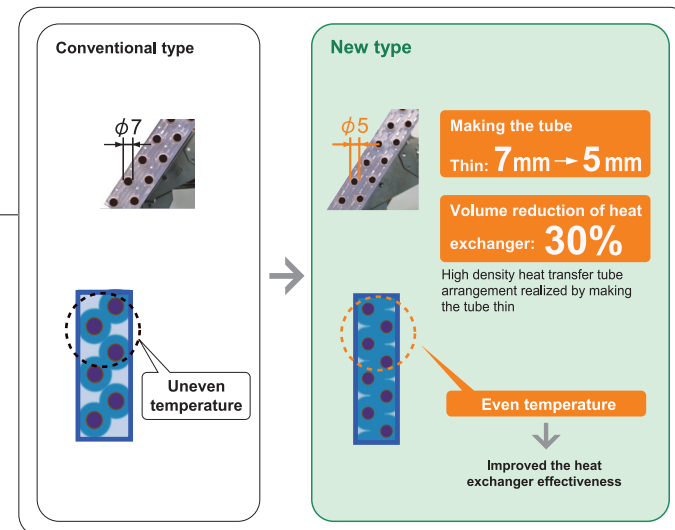 Conventional type
ϕ7
Uneven
temperature
New type
ϕ5
Making the tube
Thin: 7mm→5mm
Volume reduction of heat
exchanger: 30%
High density heat transfer tube
arrangement realized by making
the tube thin
Even temperature
Improved the heat
exchanger effectiveness